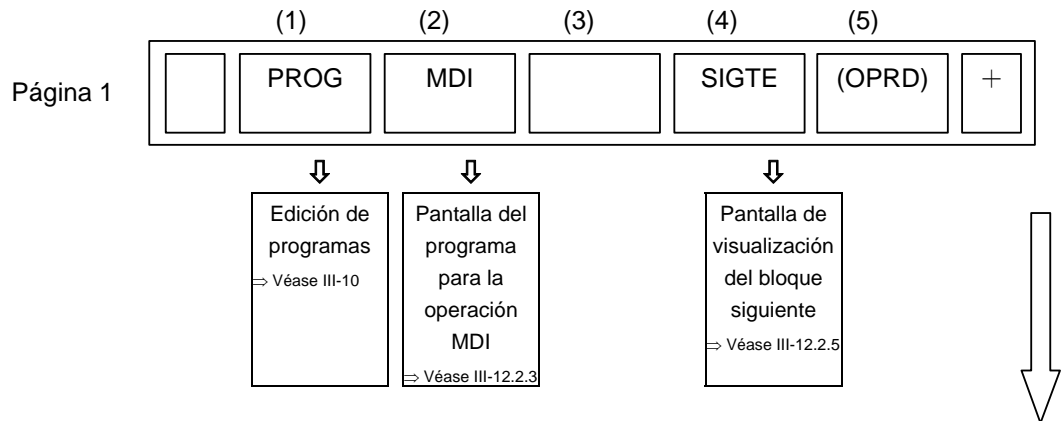 (1) (2) (3) (4) (5)
Página 1 PROG MDI SIGTE (OPRD) +
Edición de
programas
⇒ Véase III-10
Pantalla del
programa
para la
operación
MDI
⇒ Véase III-12.2.3
Pantalla de
visualización
del bloque
siguiente
⇒ Véase III-12.2.5